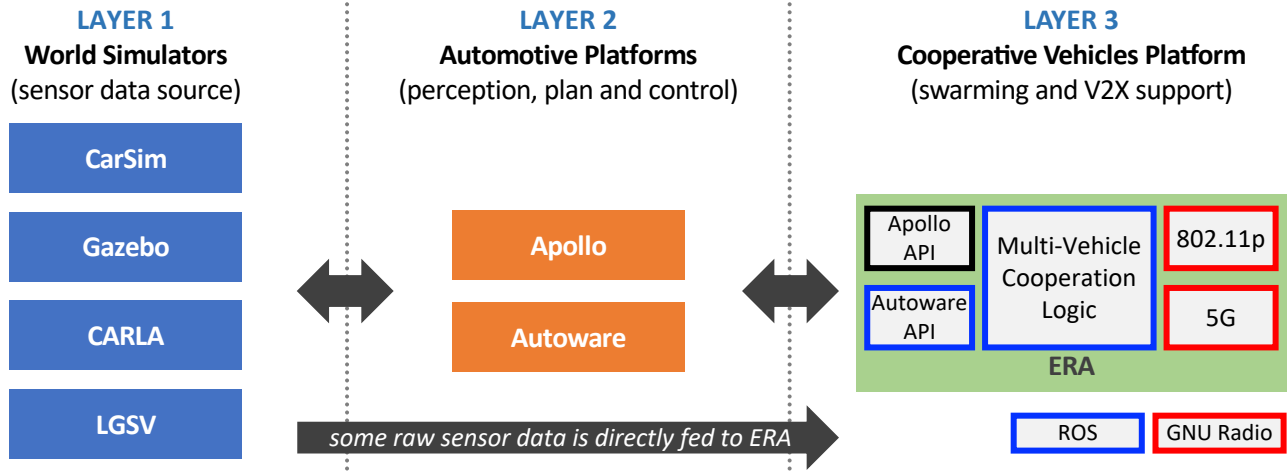 LAYER 1
World Simulators
(sensor data source)
CarSim
Gazebo
CARLA
LGSV
LAYER 2
Automotive Platforms
(perception, plan and control)
Apollo
Autoware
some raw sensor data is directly fed to ERA
LAYER 3
Cooperative Vehicles Platform
(swarming and V2X support)
Apollo
API
Autoware
API
Multi-Vehicle
Cooperation
Logic
802.11p
5G
ERA
ROS
GNU Radio